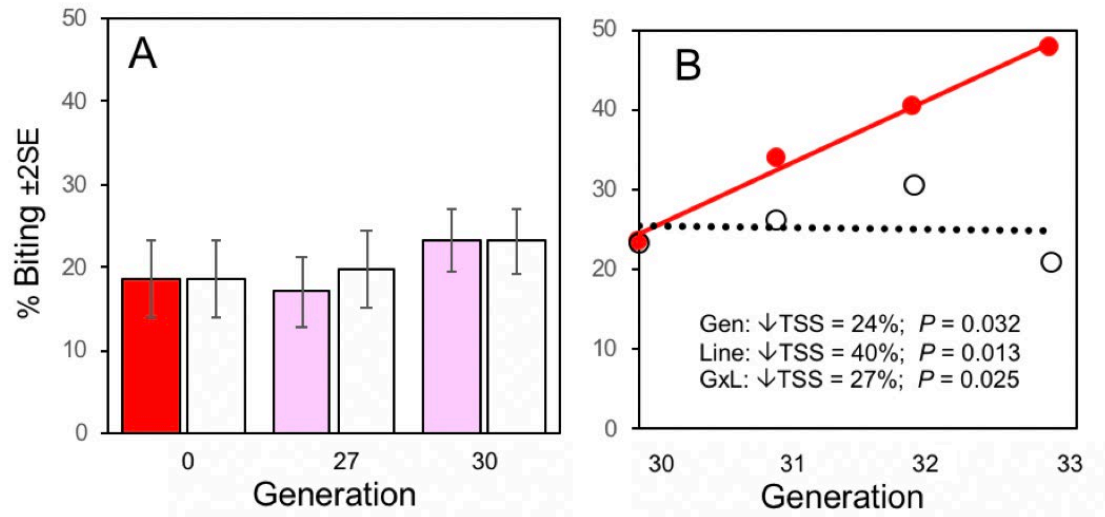 A
% Biting ±2SE
50
40
30
20
10
0
0 27 30
Generation
B
50
40
30
20
10
0
Gen: ↓TSS = 24%; P = 0.032
Line: ↓TSS = 40%; P = 0.013
GxL: ↓TSS = 27%; P = 0.025
30 31 32 33
Generation